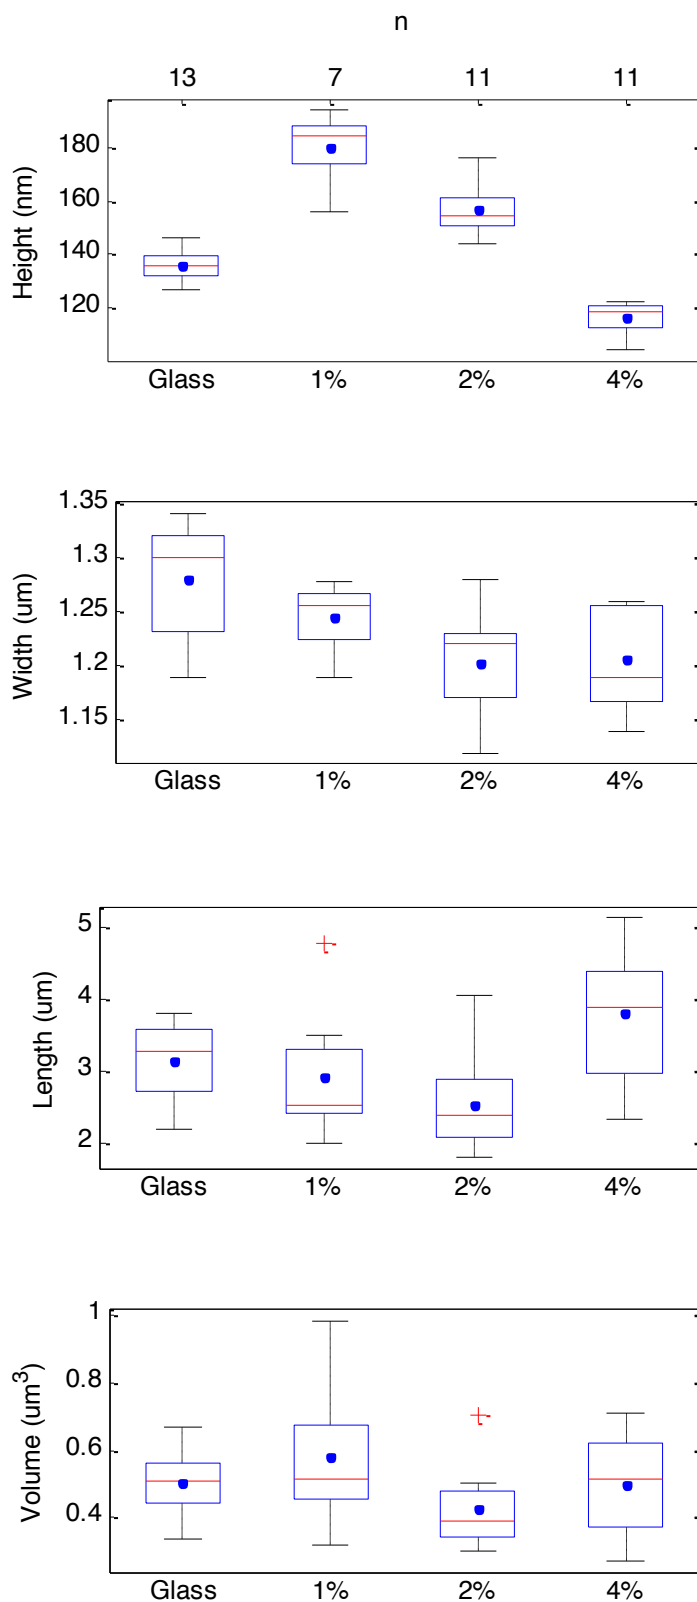 n
13 7 11 11
Height (nm)
180
160
140
120
Glass 1% 2% 4%
Width (um)
1.35
1.3
1.25
1.2
1.15
Glass 1% 2% 4%
Length (um)
5
4
3
2
Glass 1% 2% 4%
Volume (um³)
1
0.8
0.6
0.4
Glass 1% 2% 4%